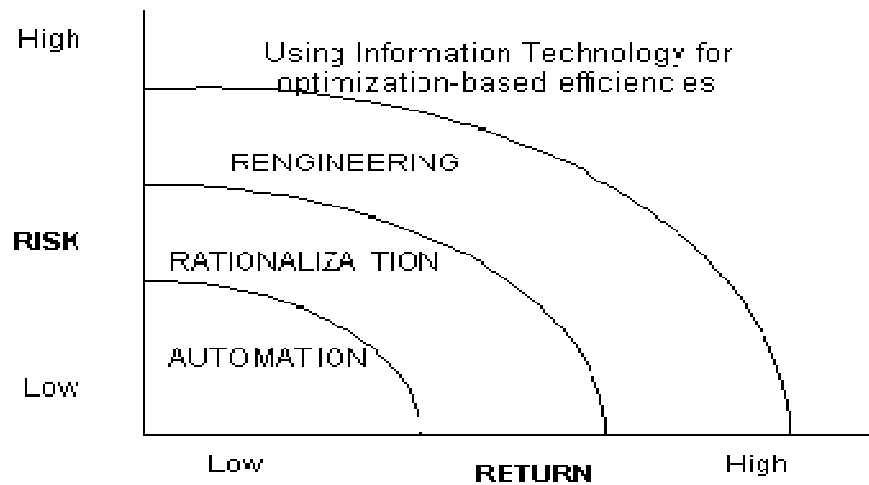 High
Using Information Technology for
optimization-based efficiencies
RENGINEERING
RISK
RATIONALIZA TION
AUTOMATION
Low
Low
RETURN
High